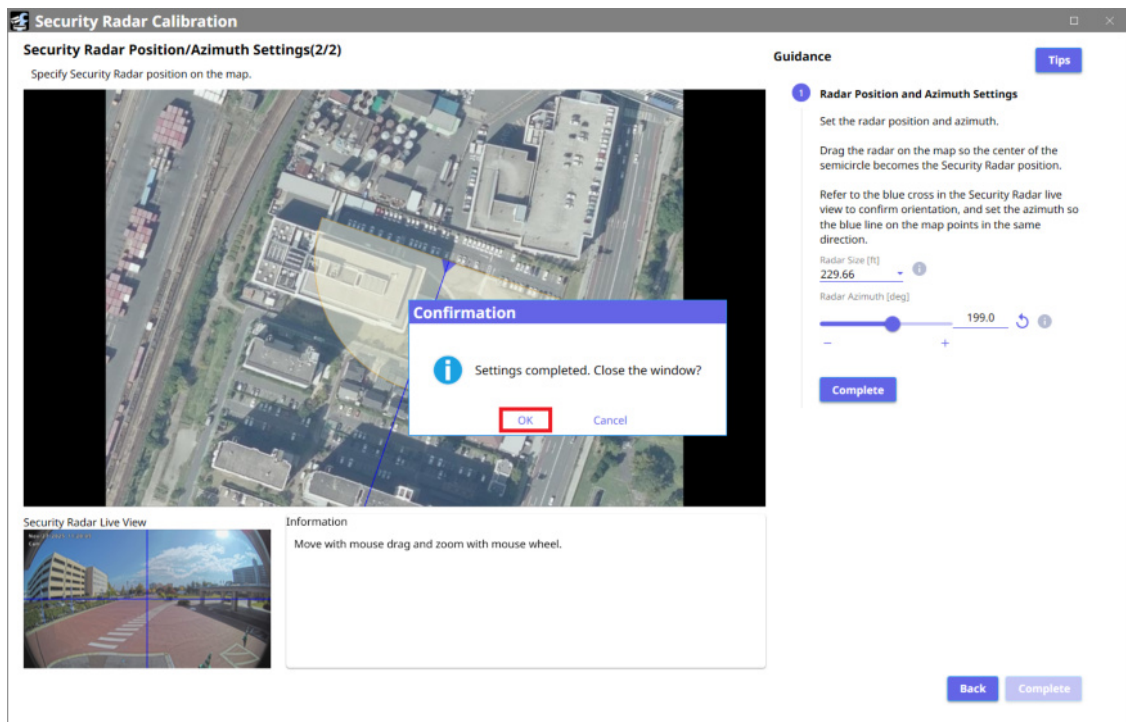 Security Radar Calibration
Security Radar Position/Azimuth Settings(2/2)
Specify Security Radar position on the map.
Guidance
Tips
1
Radar Position and Azimuth Settings
Set the radar position and azimuth.
Drag the radar on the map so the center of the
semicircle becomes the Security Radar position.
Refer to the blue cross in the Security Radar live
view to confirm orientation, and set the azimuth so
the blue line on the map points in the same
direction.
Radar Size [ft]
229.66
Radar Azimuth [deg]
199.0
− +
Complete
Confirmation
Settings completed. Close the window?
OK Cancel
Security Radar Live View
Information
Move with mouse drag and zoom with mouse wheel.
Back Complete